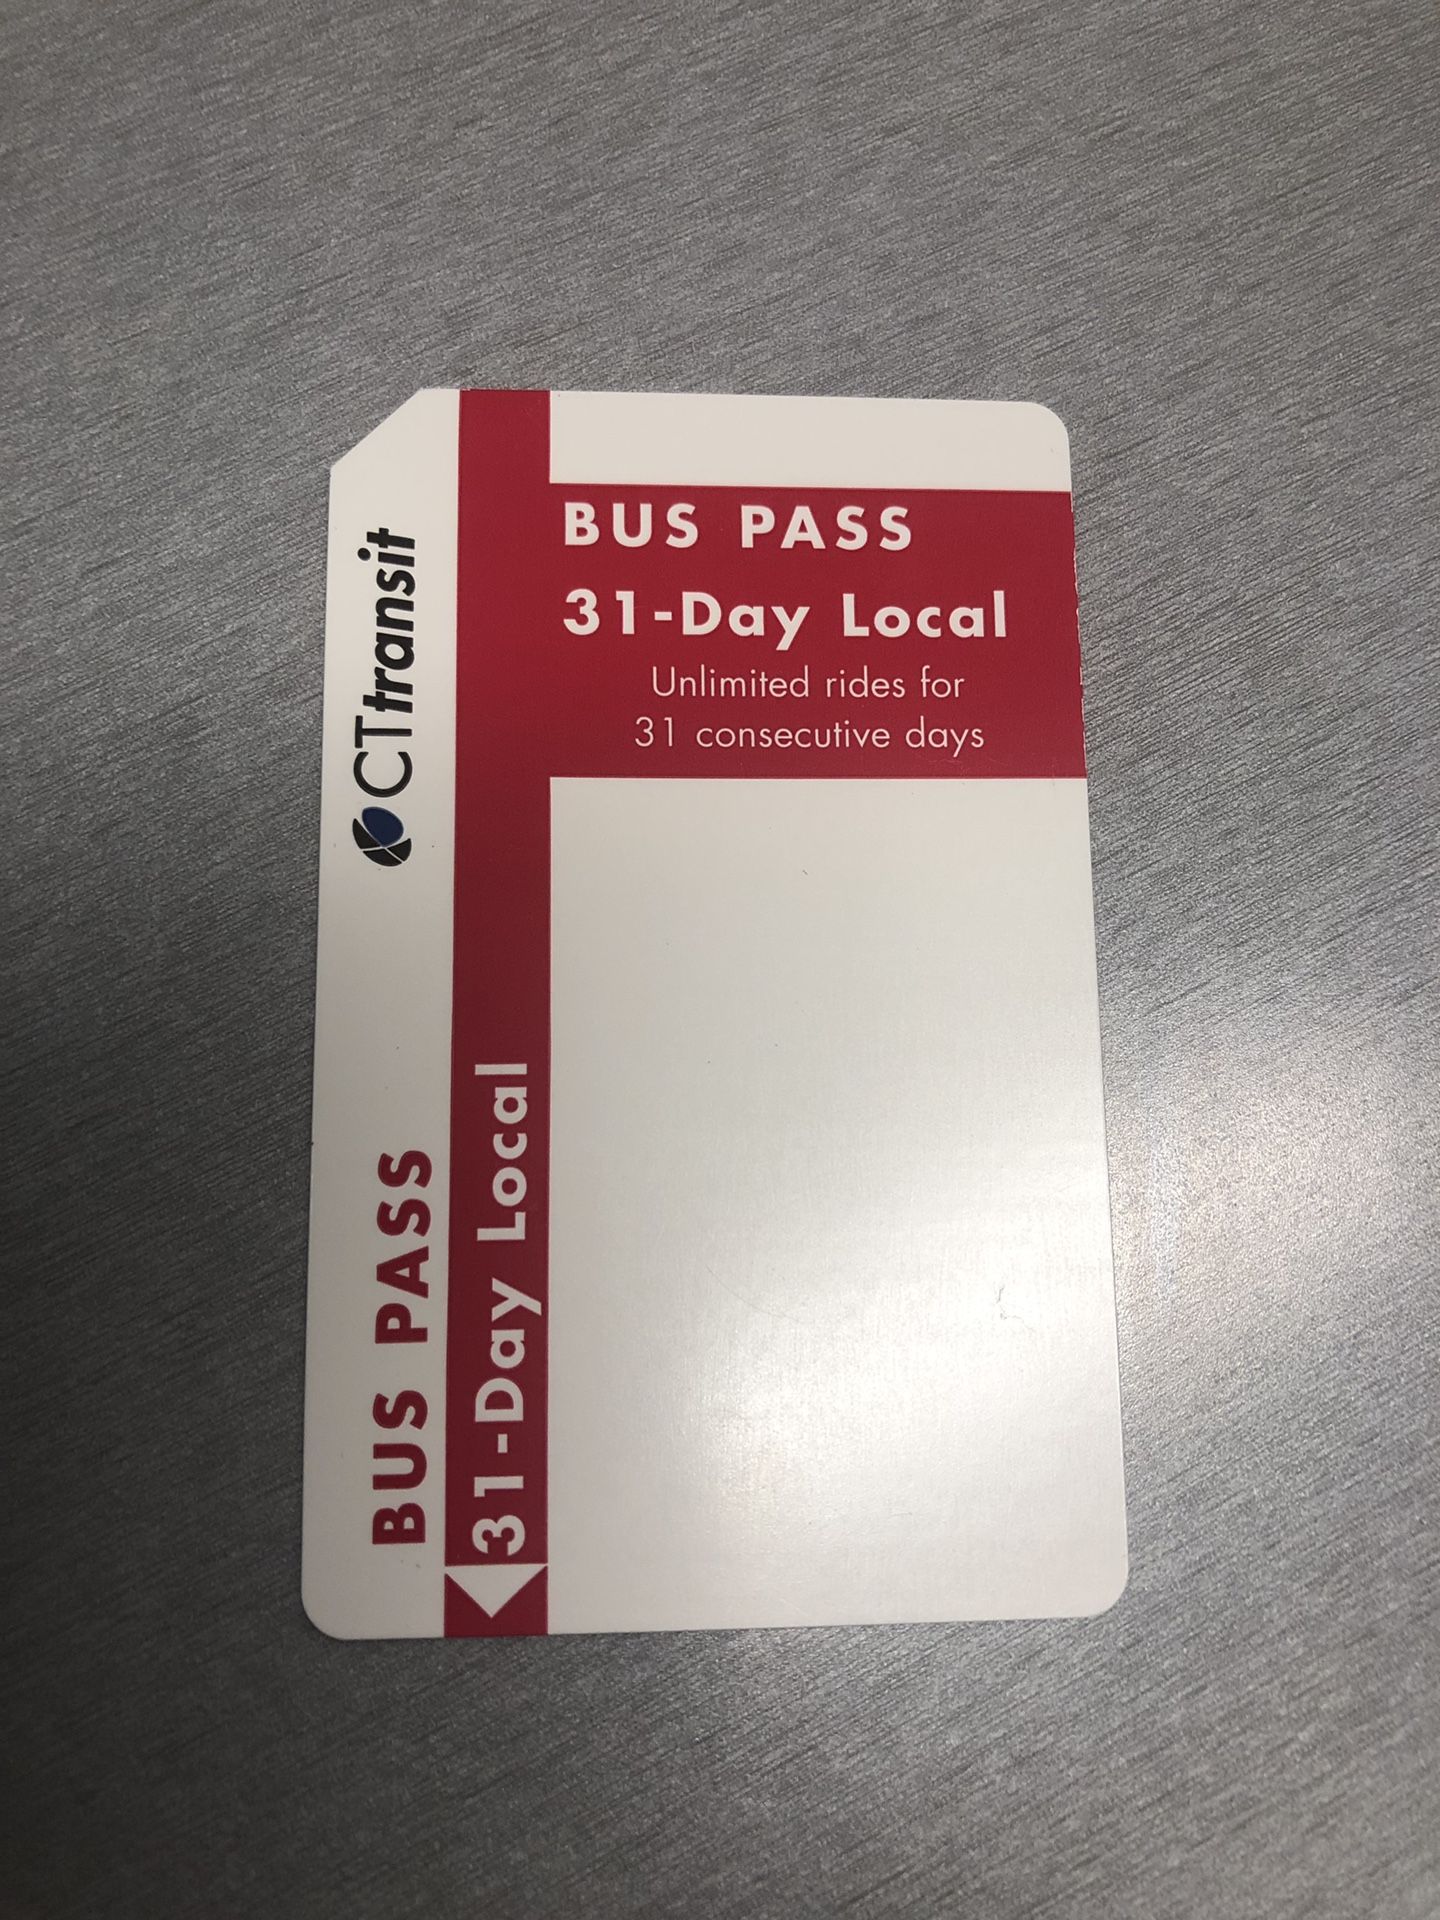 BUS PASS
31-Day Local
Unlimited rides for
31 consecutive days
CTtransit
BUS PASS
31-Day Local